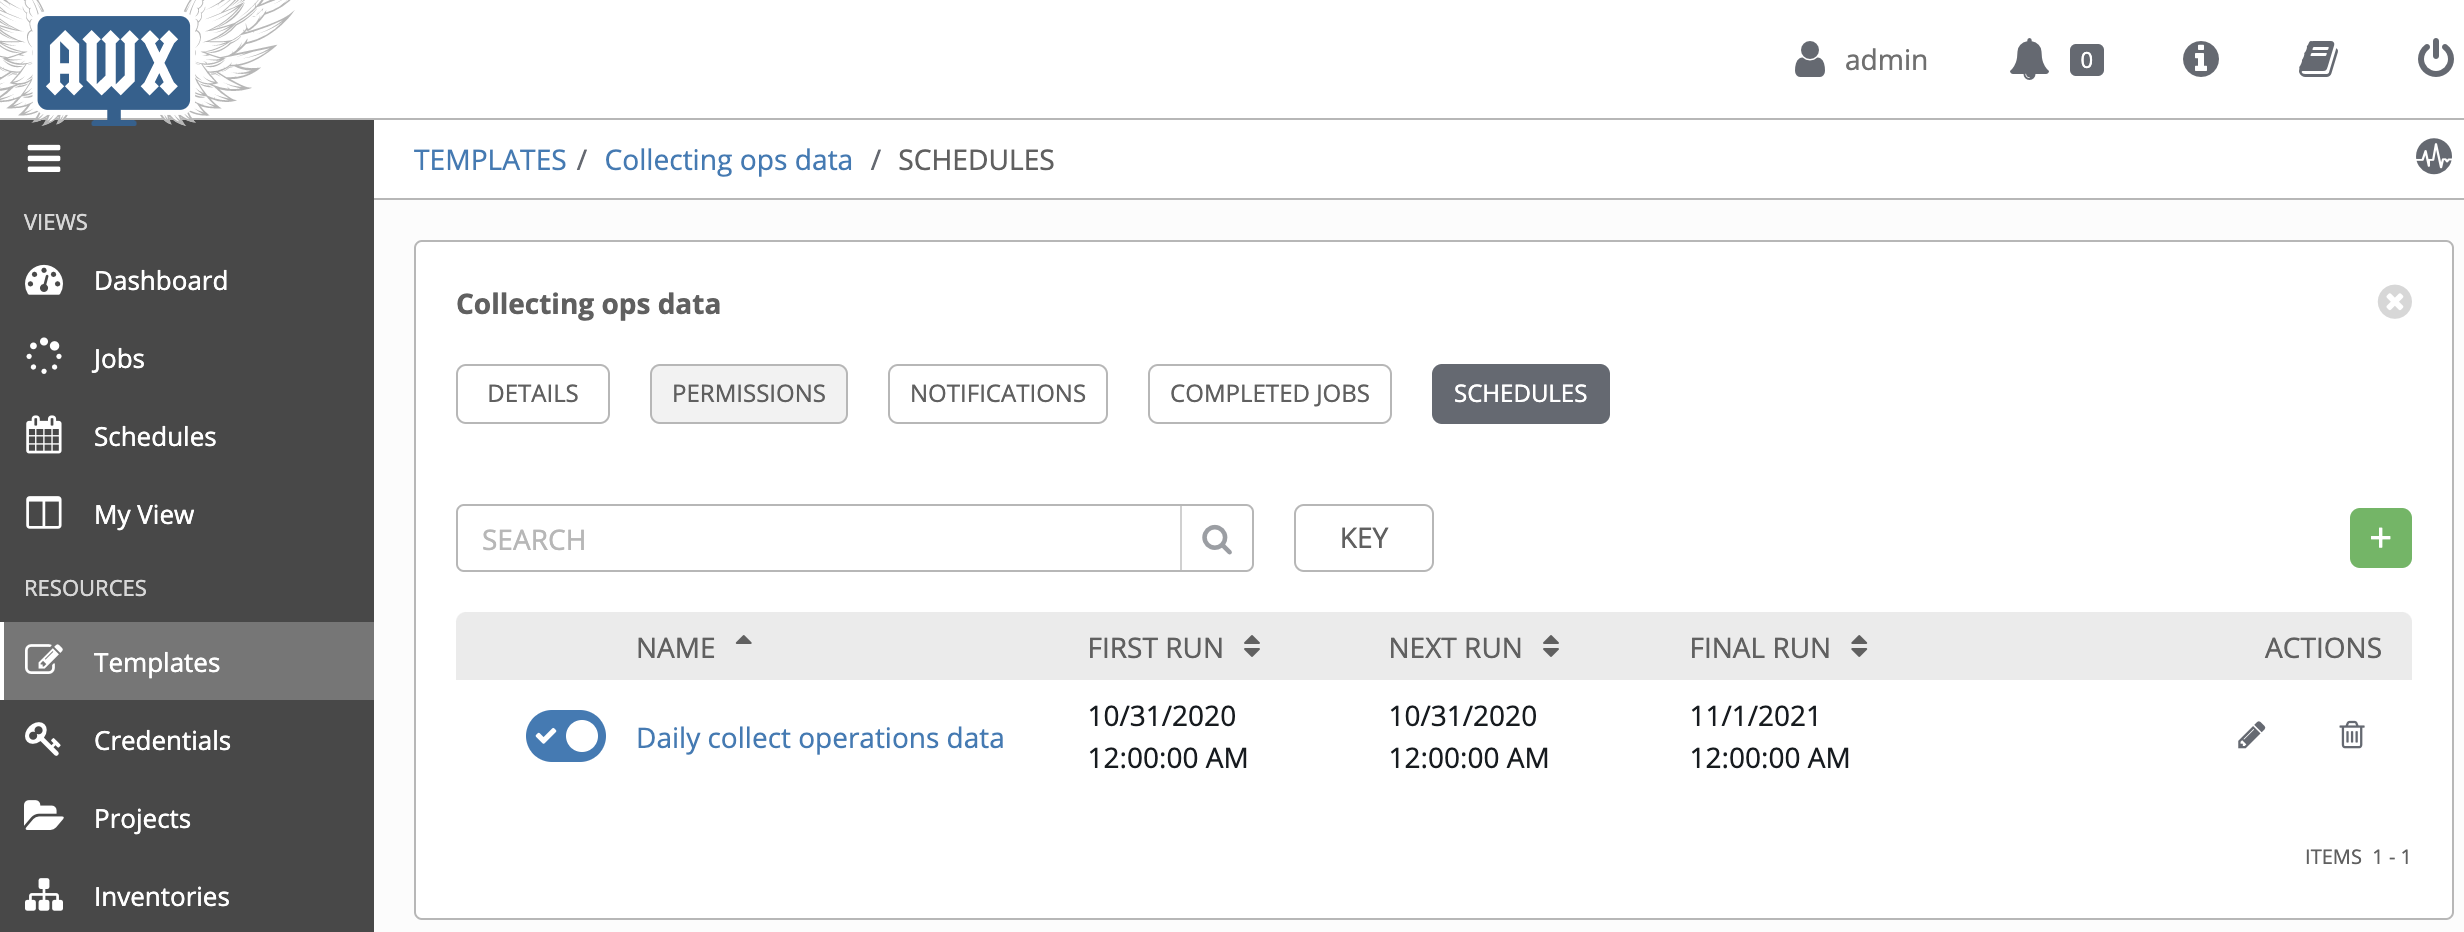 AWX
admin
0
TEMPLATES / Collecting ops data / SCHEDULES
VIEWS
Dashboard
Jobs
Schedules
My View
RESOURCES
Templates
Credentials
Projects
Inventories
Collecting ops data
DETAILS PERMISSIONS NOTIFICATIONS COMPLETED JOBS SCHEDULES
SEARCH KEY
+
NAME FIRST RUN NEXT RUN FINAL RUN ACTIONS
Daily collect operations data 10/31/2020 12:00:00 AM 10/31/2020 12:00:00 AM 11/1/2021 12:00:00 AM
ITEMS 1 - 1